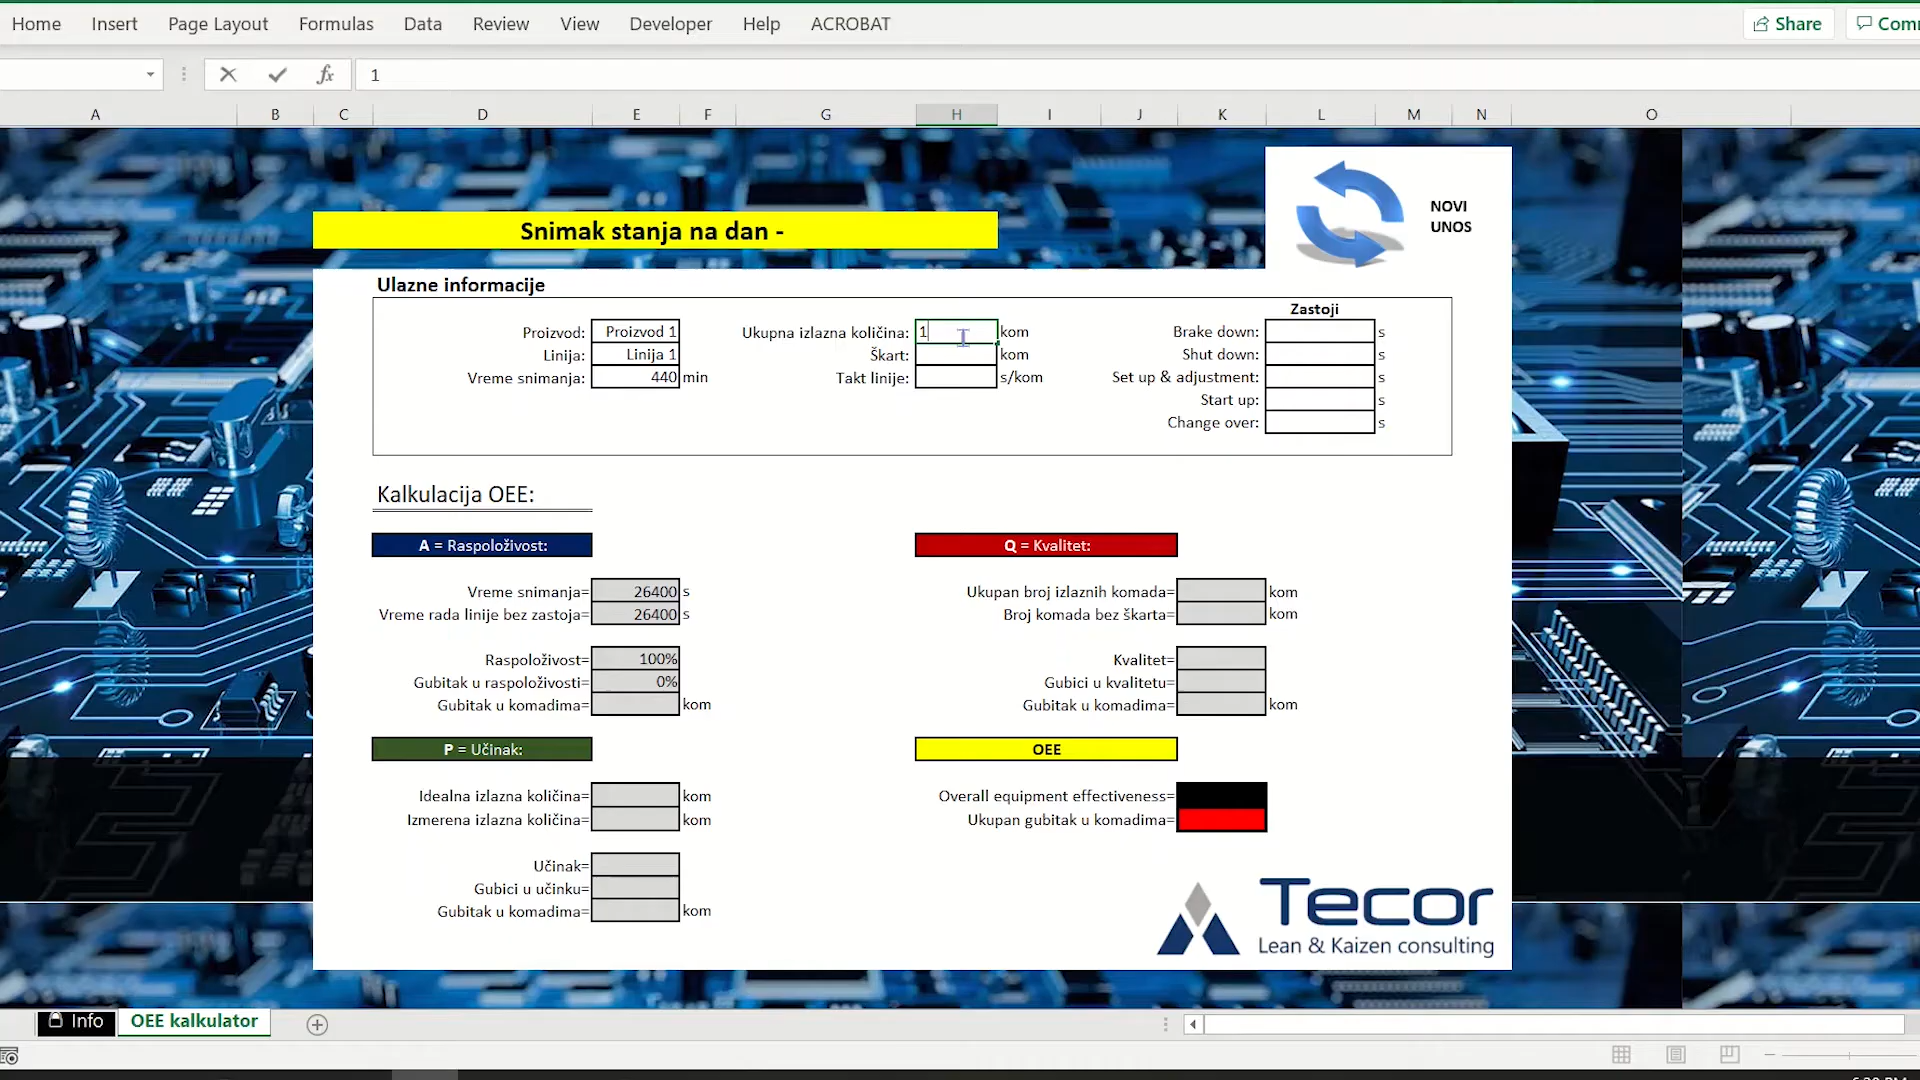 Home Insert Page Layout Formulas Data Review View Developer Help ACROBAT Share
fx 1
A B C D E F G H I J K L M N O
NOVI
UNOS
Snimak stanja na dan -
Ulazne informacije
Zastoji
Proizvod: Proizvod 1 Ukupna izlazna količina: 1 kom Brake down: s
Linija: Linija 1 Škart: kom Shut down: s
Vreme snimanja: 440 min Takt linije: s/kom Set up & adjustment: s
Start up: s
Change over: s
Kalkulacija OEE:
A = Raspoloživost: Q = Kvalitet:
Vreme snimanja= 26400 s Ukupan broj izlaznih komada= kom
Vreme rada linije bez zastoja= 26400 s Broj komada bez škarta= kom
Raspoloživost= 100% Kvalitet=
Gubitak u raspoloživosti= 0% Gubici u kvalitetu=
Gubitak u komadima= kom Gubitak u komadima= kom
P = Učinak: OEE
Idealna izlazna količina= kom Overall equipment effectiveness=
Izmerena izlazna količina= kom Ukupan gubitak u komadima=
Učinak=
Gubici u učinku=
Gubitak u komadima= kom
Tecor
Lean & Kaizen consulting
Info OEE kalkulator